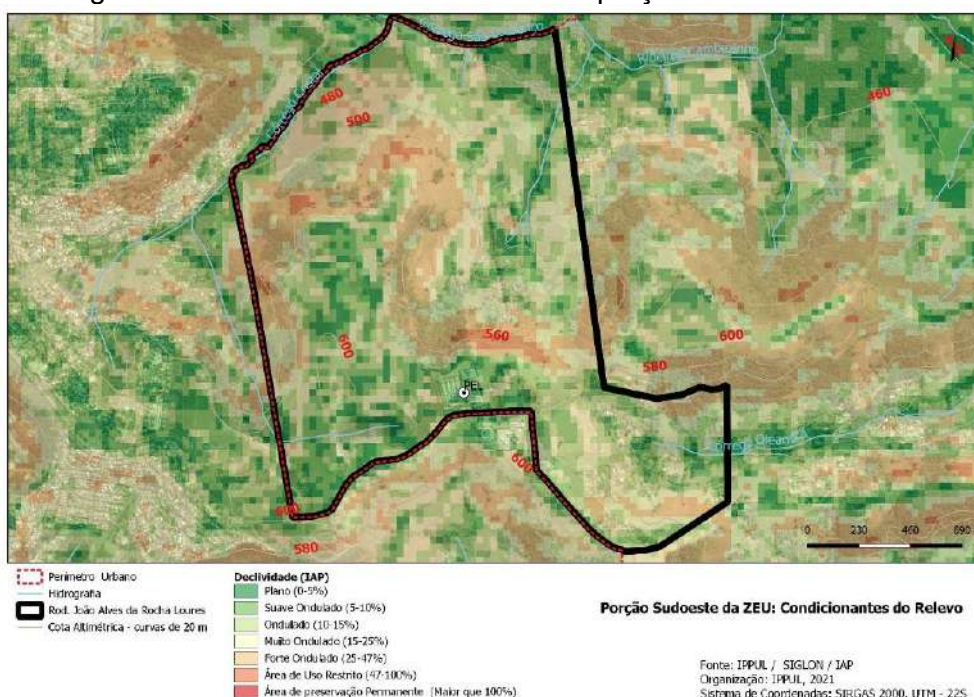 Ribeirão Cambezinho
480
500
460
560
600
600
580
PEL
600
600
580
0 230 460 690
Perímetro Urbano
Hidrografia
Rod. João Alves da Rocha Loures
Cota Altimétrica - curvas de 20 m
Declividade (IAP)
Plano (0-5%)
Suave Ondulado (5-10%)
Ondulado (10-15%)
Muito Ondulado (15-25%)
Forte Ondulado (25-47%)
Área de Uso Restrito (47-100%)
Área de preservação Permanente (Maior que 100%)
Porção Sudoeste da ZEU: Condicionantes do Relevo
Fonte: IPPUL / SIGLON / IAP
Organização: IPPUL, 2021
Sistema de Coordenadas: SIRGAS 2000, UTM - 22S